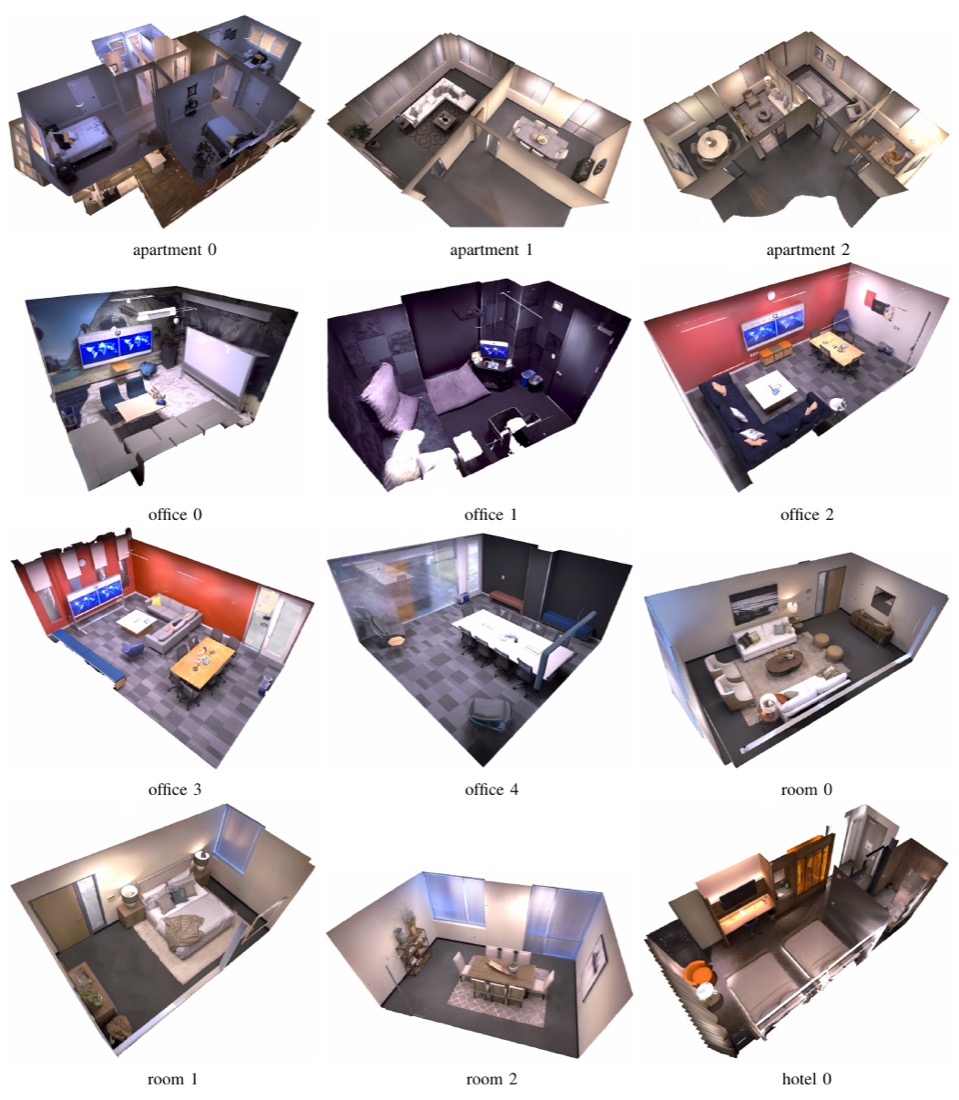 apartment 0
apartment 1
apartment 2
office 0
office 1
office 2
office 3
office 4
room 0
room 1
room 2
hotel 0